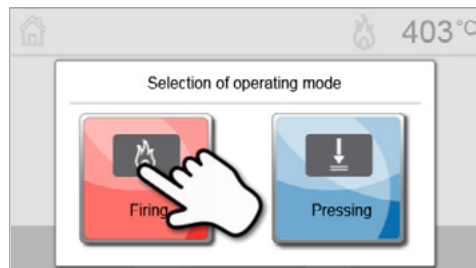 403 °C
Selection of operating mode
Firing
Pressing